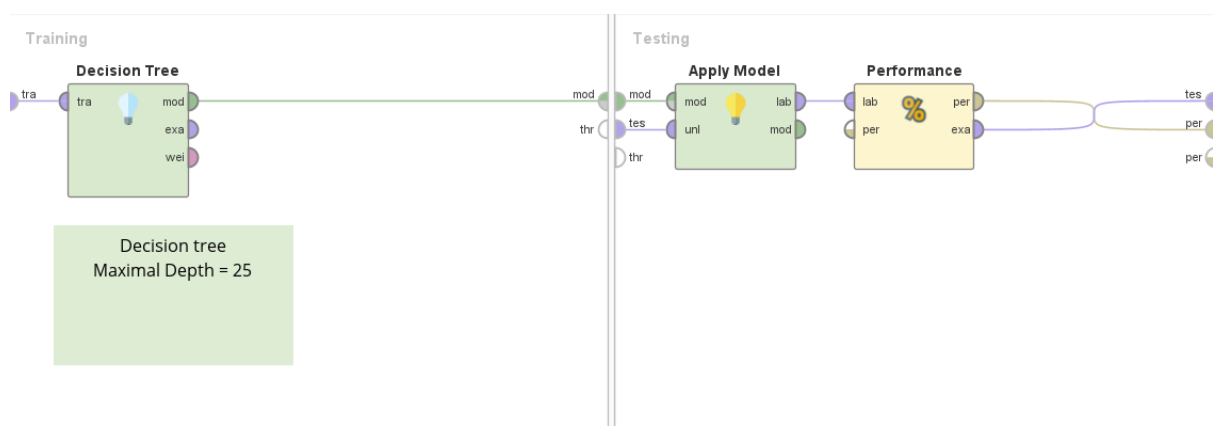 Training
Decision Tree
tra
tra
mod
exa
wei
mod
thr
Decision tree
Maximal Depth = 25
Testing
mod
tes
thr
Apply Model
mod
unl
lab
mod
Performance
%
lab
per
per
exa
tes
per
per